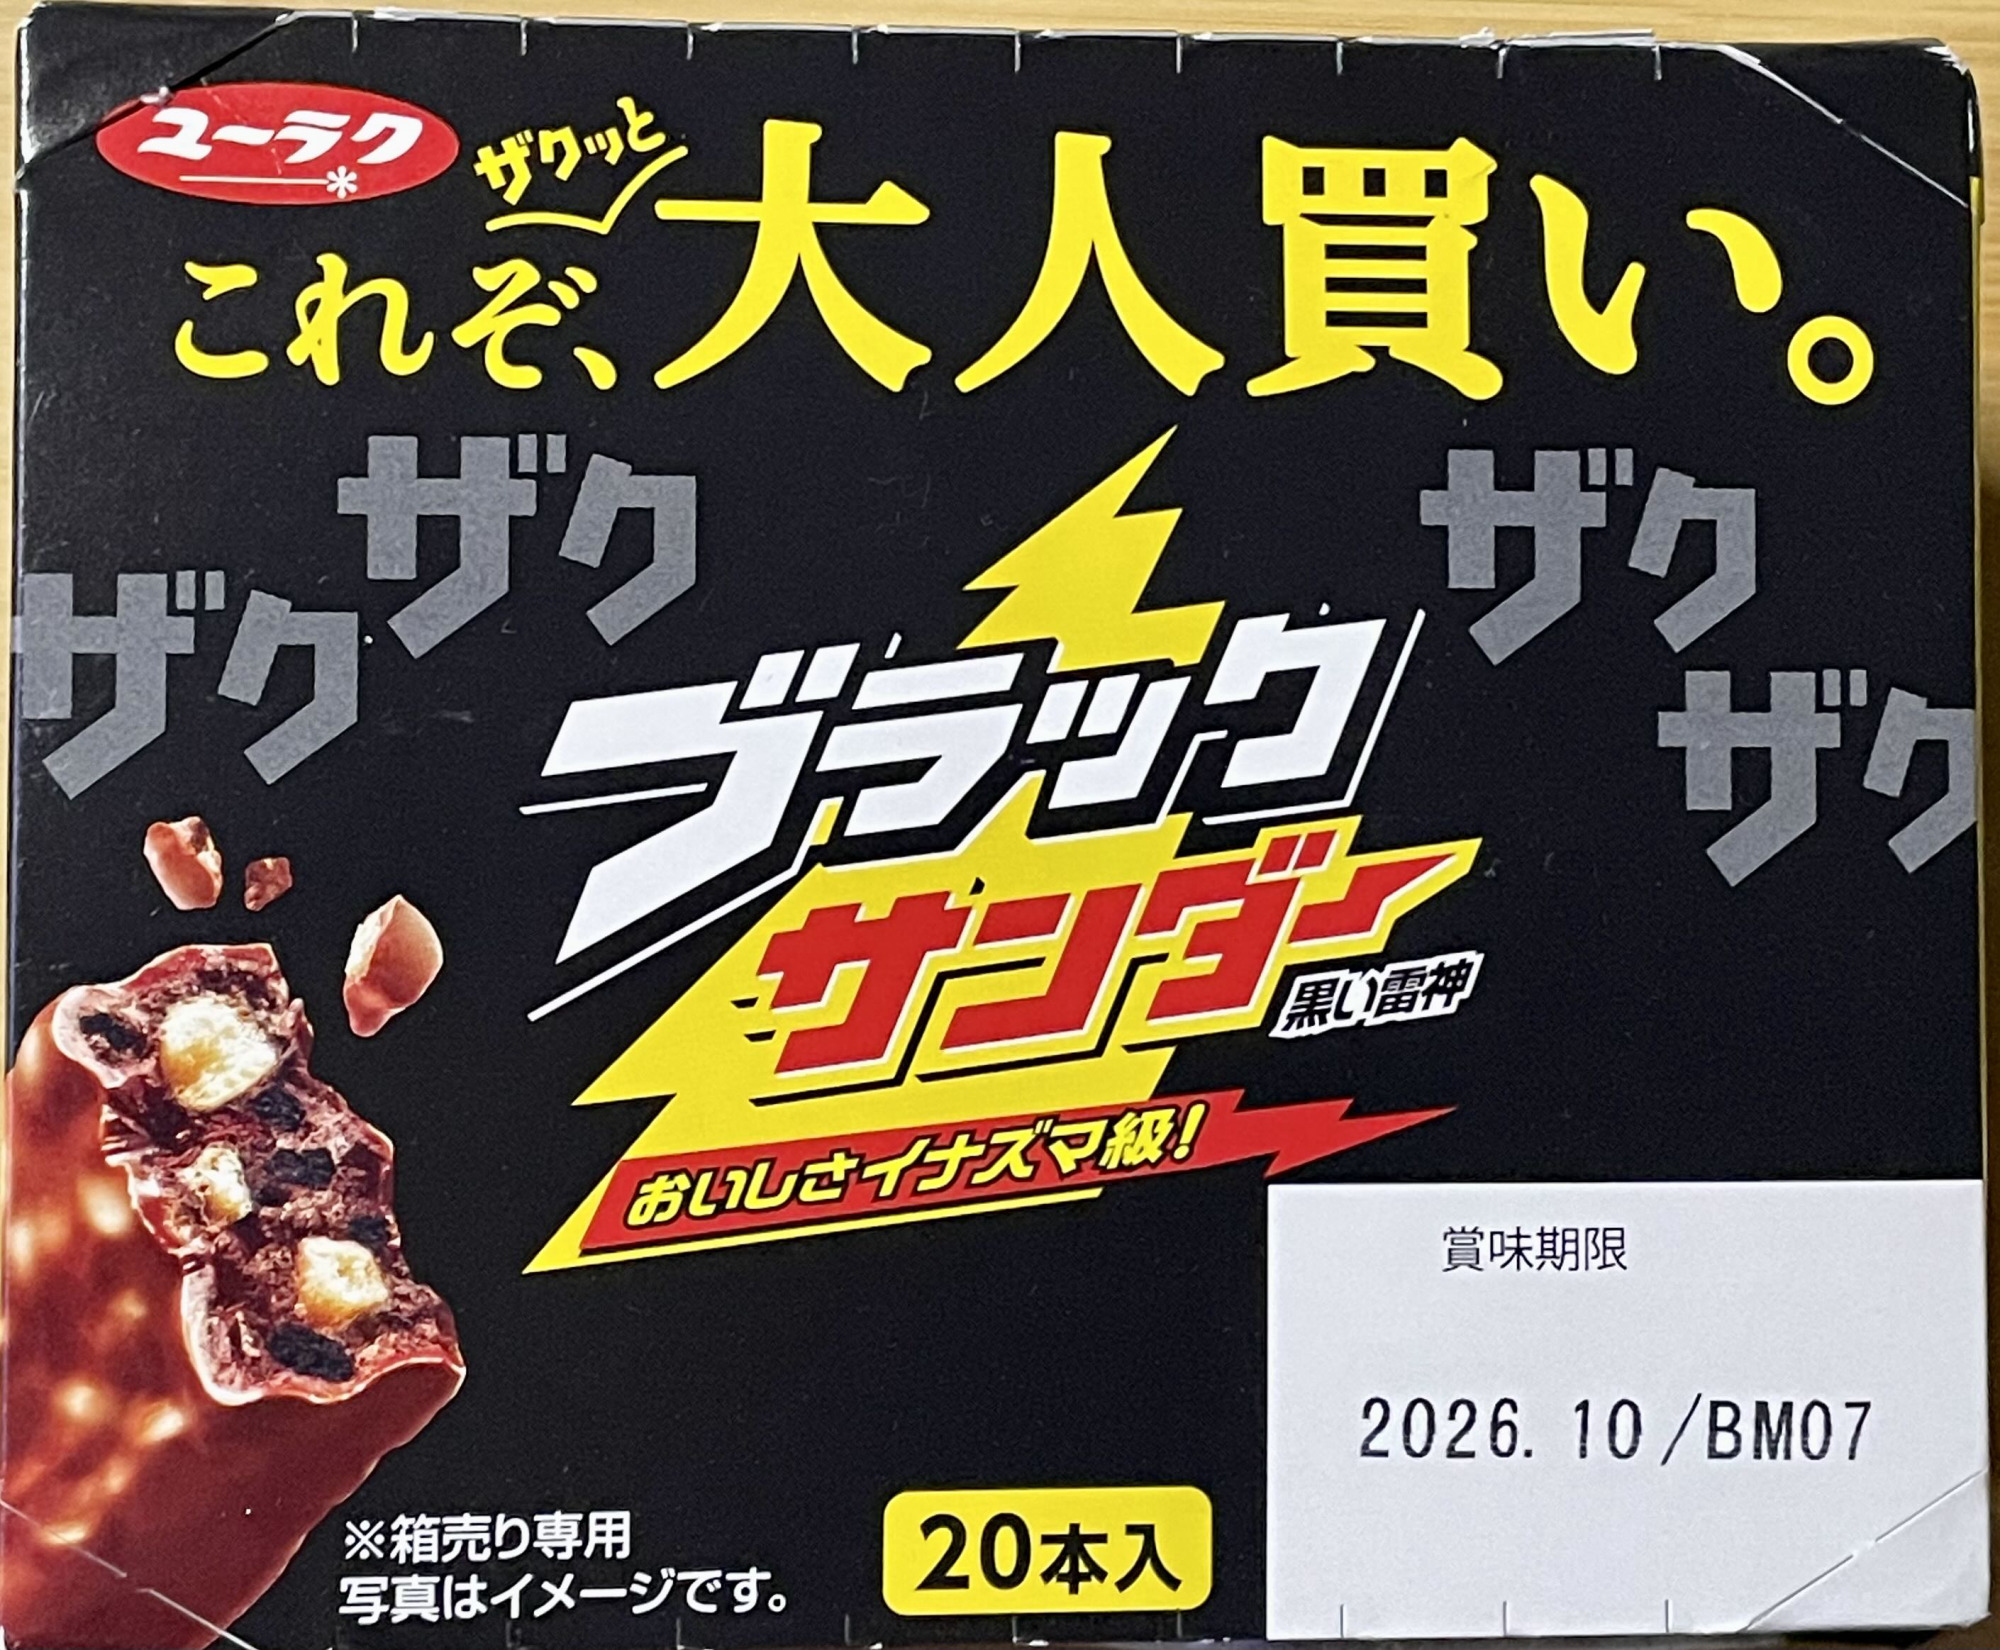 ユーラク
ザクッと
これぞ、大人買い。
ザク
ザク
ザク
ザク
ブラック
サンダー
黒い雷神
おいしさイナズマ級!
賞味期限
2026.10/BM07
※箱売り専用
写真はイメージです。
20本入